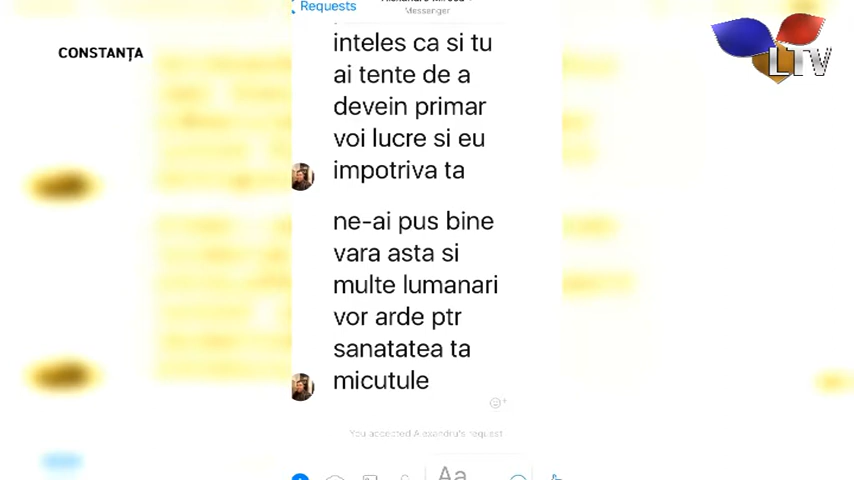 Requests
Messenger
CONSTANȚA
LTV
inteles ca si tu
ai tente de a
devein primar
voi lucre si eu
impotriva ta
ne-ai pus bine
vara asta si
multe lumanari
vor arde ptr
sanatatea ta
micutule
You accepted Alexandru's request
Aa